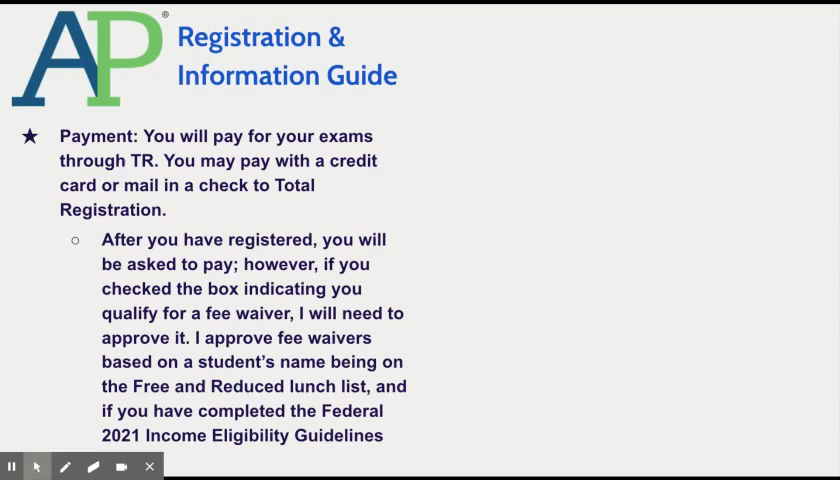 AP®
Registration &
Information Guide
★ Payment: You will pay for your exams
through TR. You may pay with a credit
card or mail in a check to Total
Registration.
○ After you have registered, you will
be asked to pay; however, if you
checked the box indicating you
qualify for a fee waiver, I will need to
approve it. I approve fee waivers
based on a student’s name being on
the Free and Reduced lunch list, and
if you have completed the Federal
2021 Income Eligibility Guidelines